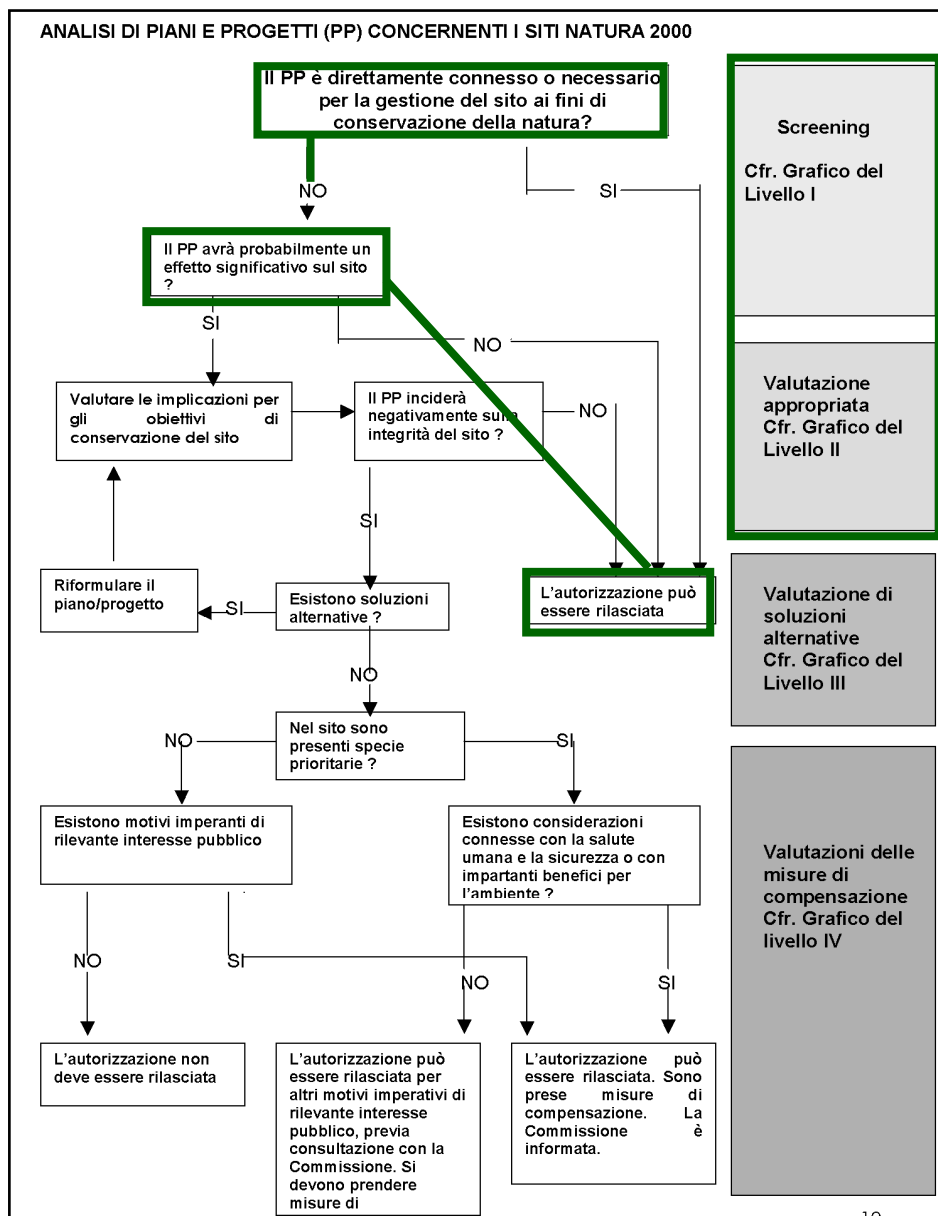 ANALISI DI PIANI E PROGETTI (PP) CONCERNENTI I SITI NATURA 2000
Il PP è direttamente connesso o necessario
per la gestione del sito ai fini di
conservazione della natura?
Screening
Cfr. Grafico del
Livello I
NO
SI
Il PP avrà probabilmente un
effetto significativo sul sito
?
SI
NO
Valutare le implicazioni per
gli obiettivi di
conservazione del sito
Il PP inciderà
negativamente sulla
integrità del sito ?
NO
Valutazione
appropriata
Cfr. Grafico del
Livello II
SI
Riformulare il
piano/progetto
SI
Esistono soluzioni
alternative ?
L'autorizzazione può
essere rilasciata
Valutazione di
soluzioni
alternative
Cfr. Grafico del
Livello III
NO
Nel sito sono
presenti specie
prioritarie ?
NO
SI
Esistono motivi imperanti di
rilevante interesse pubblico
Esistono considerazioni
connesse con la salute
umana e la sicurezza o con
impartanti benefici per
l'ambiente ?
Valutazioni delle
misure di
compensazione
Cfr. Grafico del
livello IV
NO
SI
NO
SI
L'autorizzazione non
deve essere rilasciata
L'autorizzazione può
essere rilasciata per
altri motivi imperativi di
rilevante interesse
pubblico, previa
consultazione con la
Commissione. Si
devono prendere
misure di
L'autorizzazione può
essere rilasciata. Sono
prese misure di
compensazione. La
Commissione è
informata.